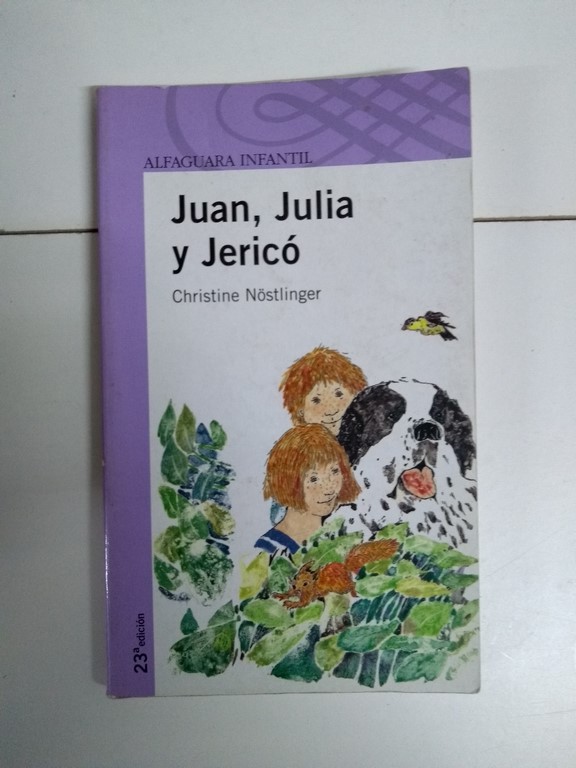 ALFAGUARA INFANTIL
Juan, Julia
y Jericó
Christine Nöstlinger
23ª edición